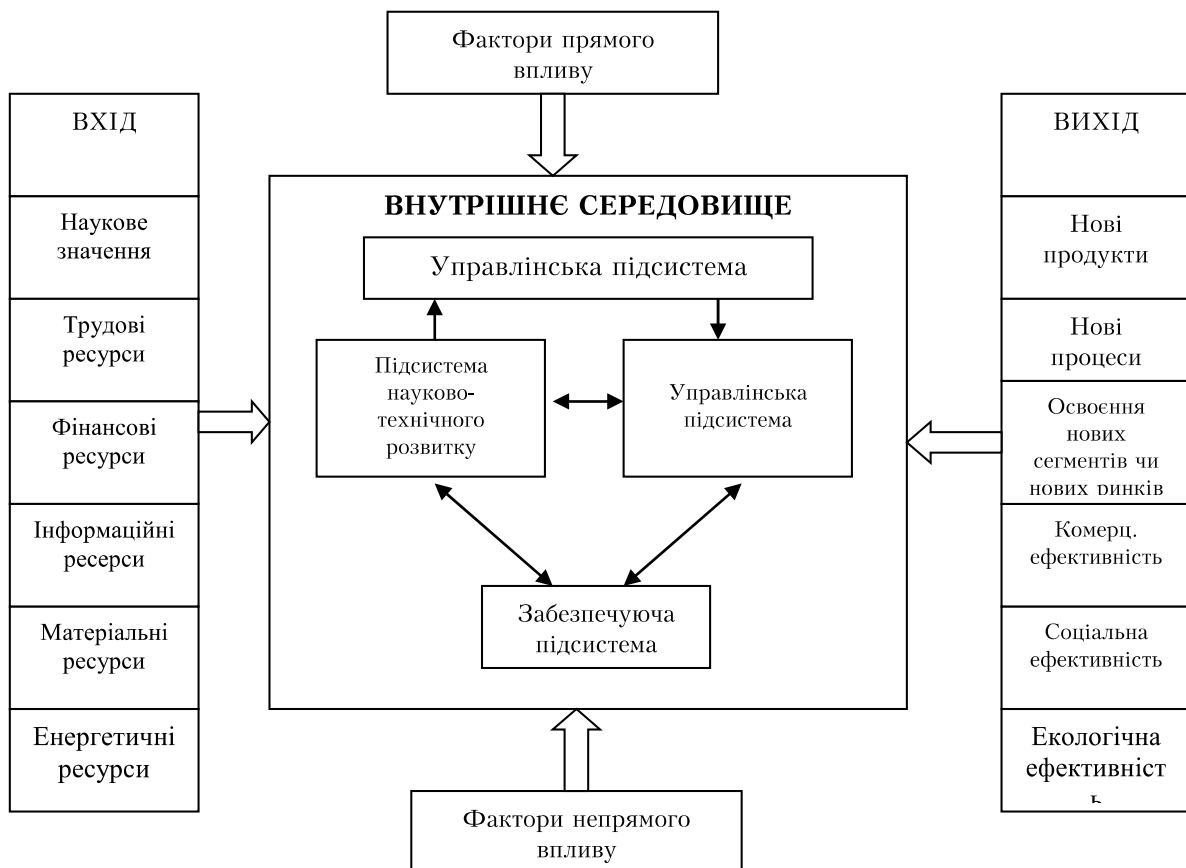 Фактори прямого
впливу
ВХІД
Наукове
значення
Трудові
ресурси
Фінансові
ресурси
Інформаційні
ресерси
Матеріальні
ресурси
Енергетичні
ресурси
ВНУТРІШНЄ СЕРЕДОВИЩЕ
Управлінська підсистема
Підсистема
науково-
технічного
розвитку
Управлінська
підсистема
Забезпечуюча
підсистема
ВИХІД
Нові
продукти
Нові
процеси
Освоєння
нових
сегментів чи
нових ринків
Комерц.
ефективність
Соціальна
ефективність
Екологічна
ефективніст
ь
Фактори непрямого
впливу